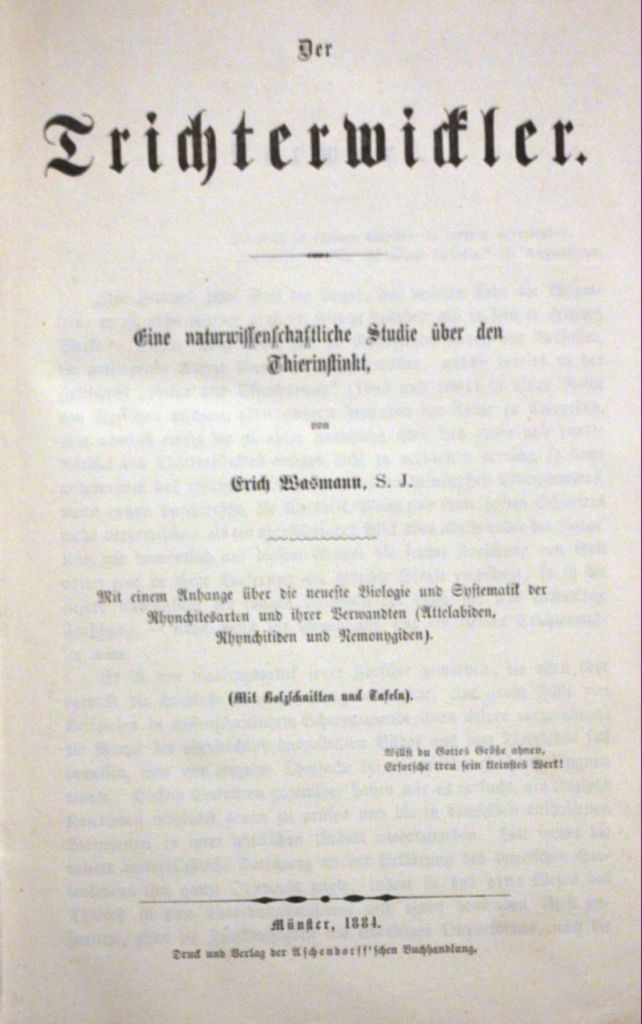 Der
Trichterwickler.
Eine naturwissenschaftliche Studie über den
Thierinstinkt,
von
Erich Wasmann, S. J.
Mit einem Anhange über die neueste Biologie und Systematik der
Rhynchitesarten und ihrer Verwandten (Attelabiden,
Rhynchitiden und Nemonygiden).
(Mit Holzschnitten und Tafeln).
Willst du Gottes Größe ahnen,
Erforsche treu sein kleinstes Werk!
Münster, 1884.
Druck und Verlag der Aschendorff'schen Buchhandlung.